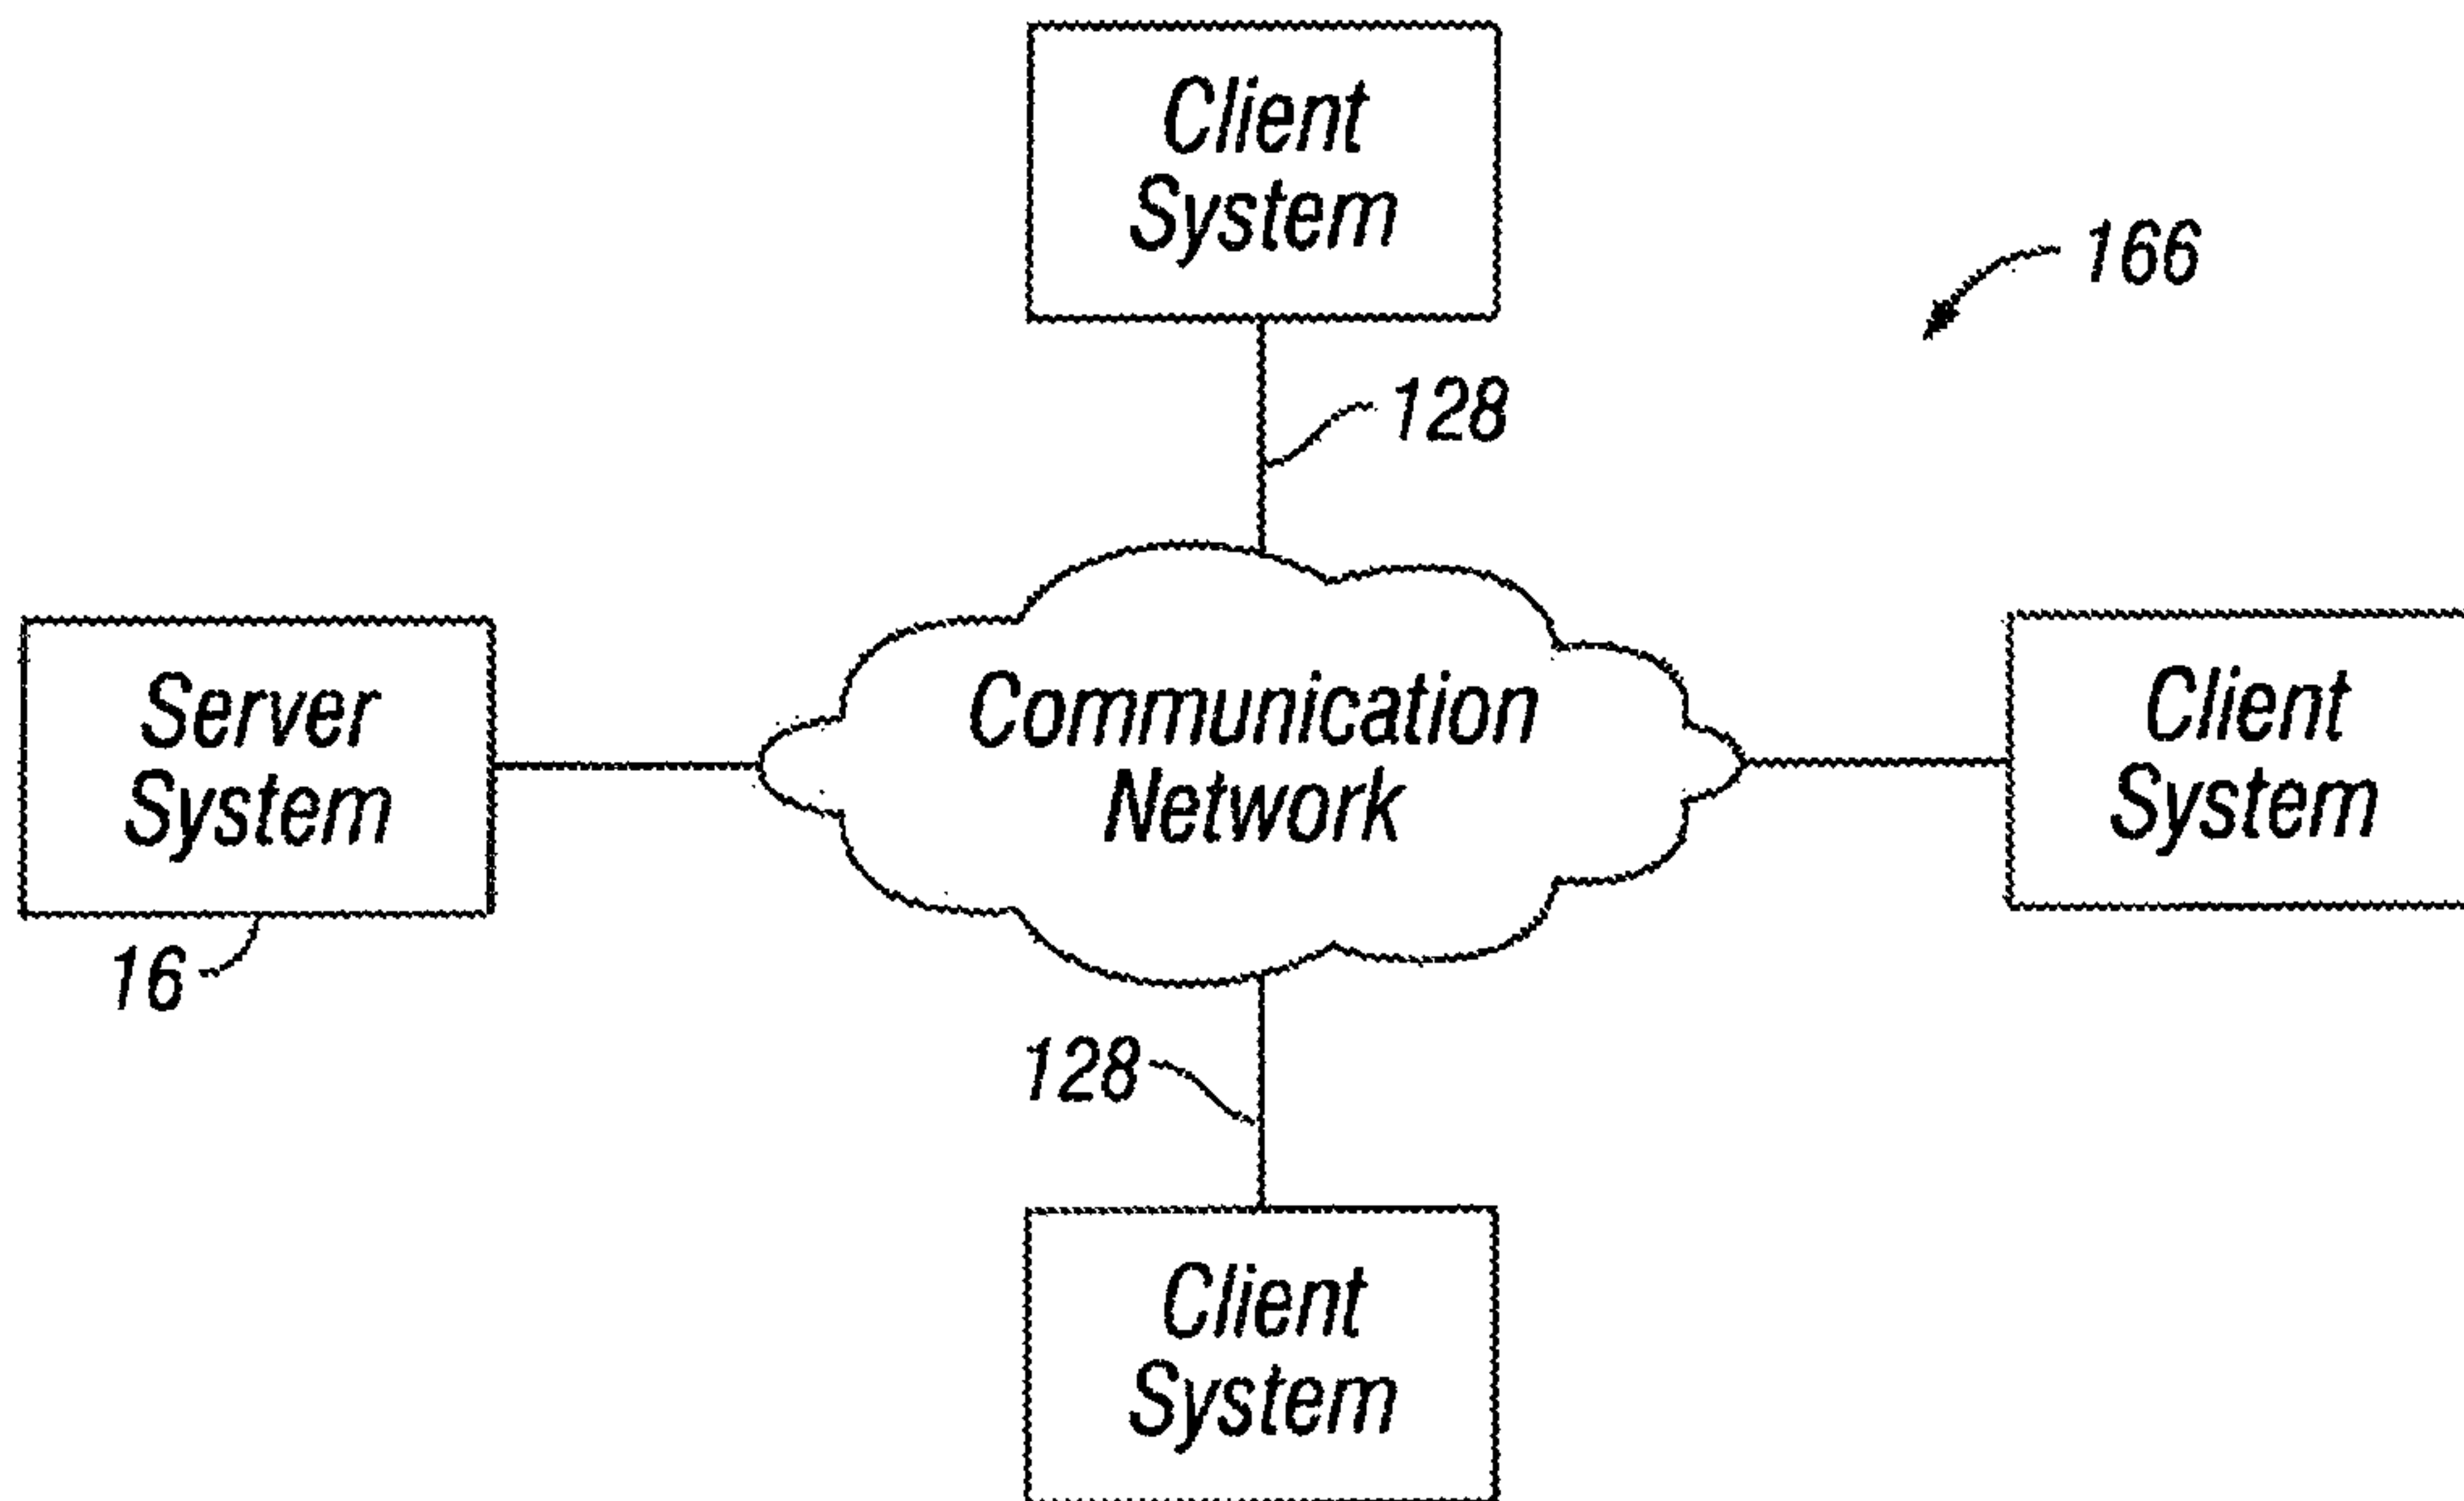 Client
System
166
128
Server
System
Communication
Network
Client
System
16
128
Client
System